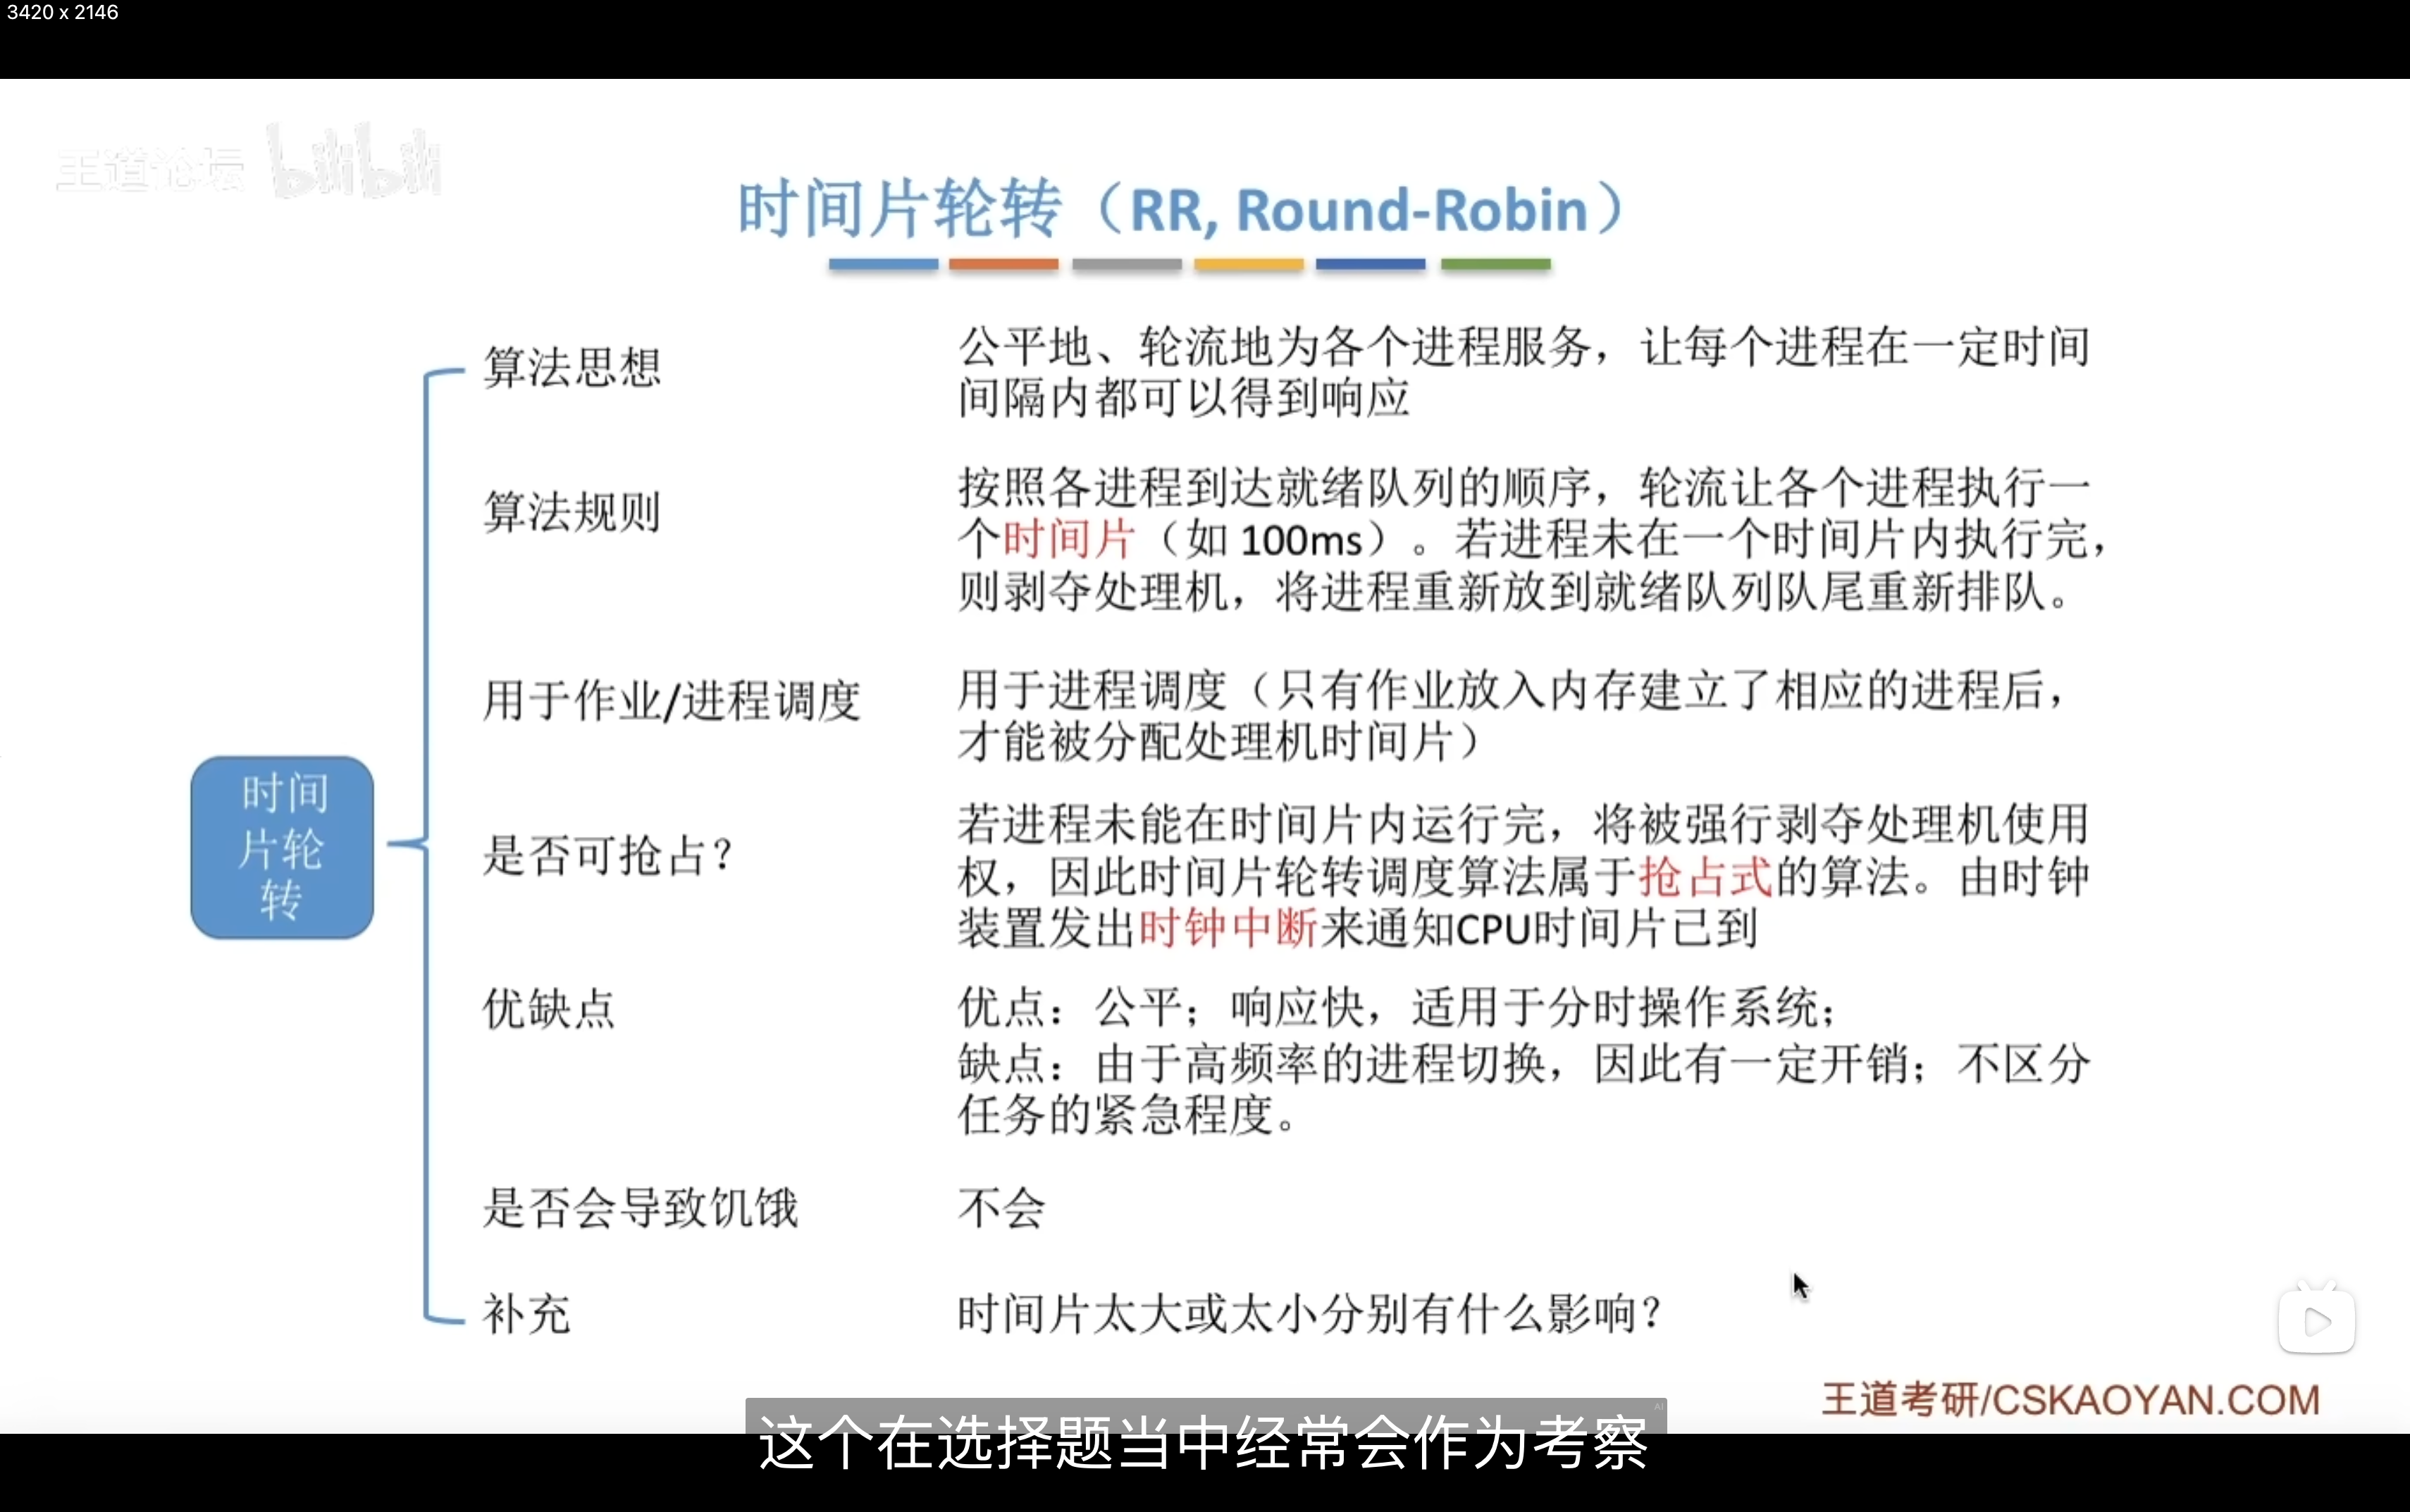 3420 x 2146
王道论坛 bilibili
时间片轮转（RR, Round-Robin）
算法思想
公平地、轮流地为各个进程服务，让每个进程在一定时间
间隔内都可以得到响应
算法规则
按照各进程到达就绪队列的顺序，轮流让各个进程执行一
个时间片（如 100ms）。若进程未在一个时间片内执行完，
则剥夺处理机，将进程重新放到就绪队列队尾重新排队。
用于作业/进程调度
用于进程调度（只有作业放入内存建立了相应的进程后，
才能被分配处理机时间片）
时间
片轮
转
是否可抢占？
若进程未能在时间片内运行完，将被强行剥夺处理机使用
权，因此时间片轮转调度算法属于抢占式的算法。由时钟
装置发出时钟中断来通知CPU时间片已到
优缺点
优点：公平；响应快，适用于分时操作系统；
缺点：由于高频率的进程切换，因此有一定开销；不区分
任务的紧急程度。
是否会导致饥饿
不会
补充
时间片太大或太小分别有什么影响？
王道考研/CSKAOYAN.COM
AI
这个在选择题当中经常会作为考察